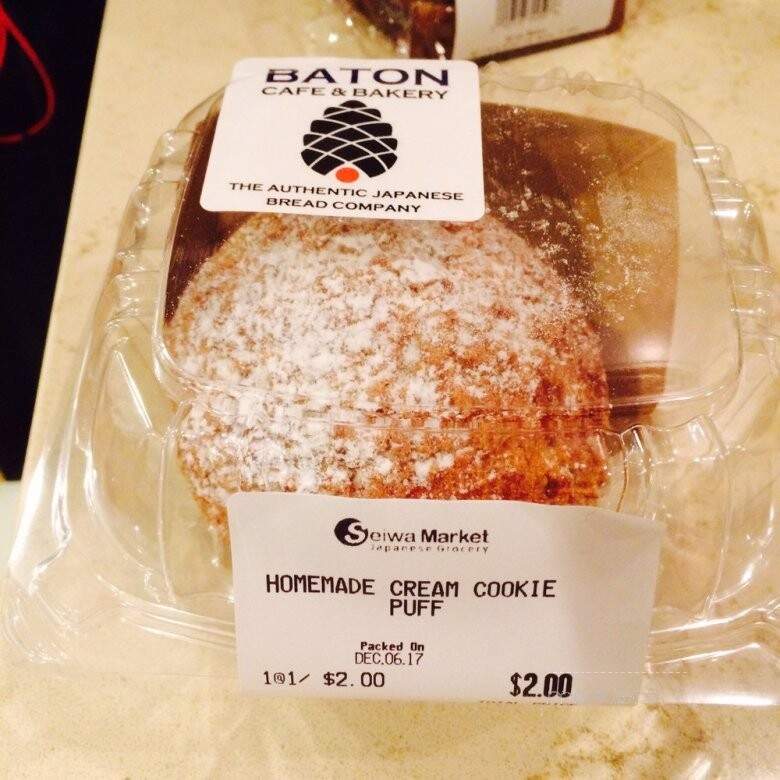 BATON
CAFE & BAKERY
THE AUTHENTIC JAPANESE
BREAD COMPANY
Seiwa Market
Japanese Grocery
HOMEMADE CREAM COOKIE
PUFF
Packed On
DEC.06.17
1@1/ $2.00
$2.00